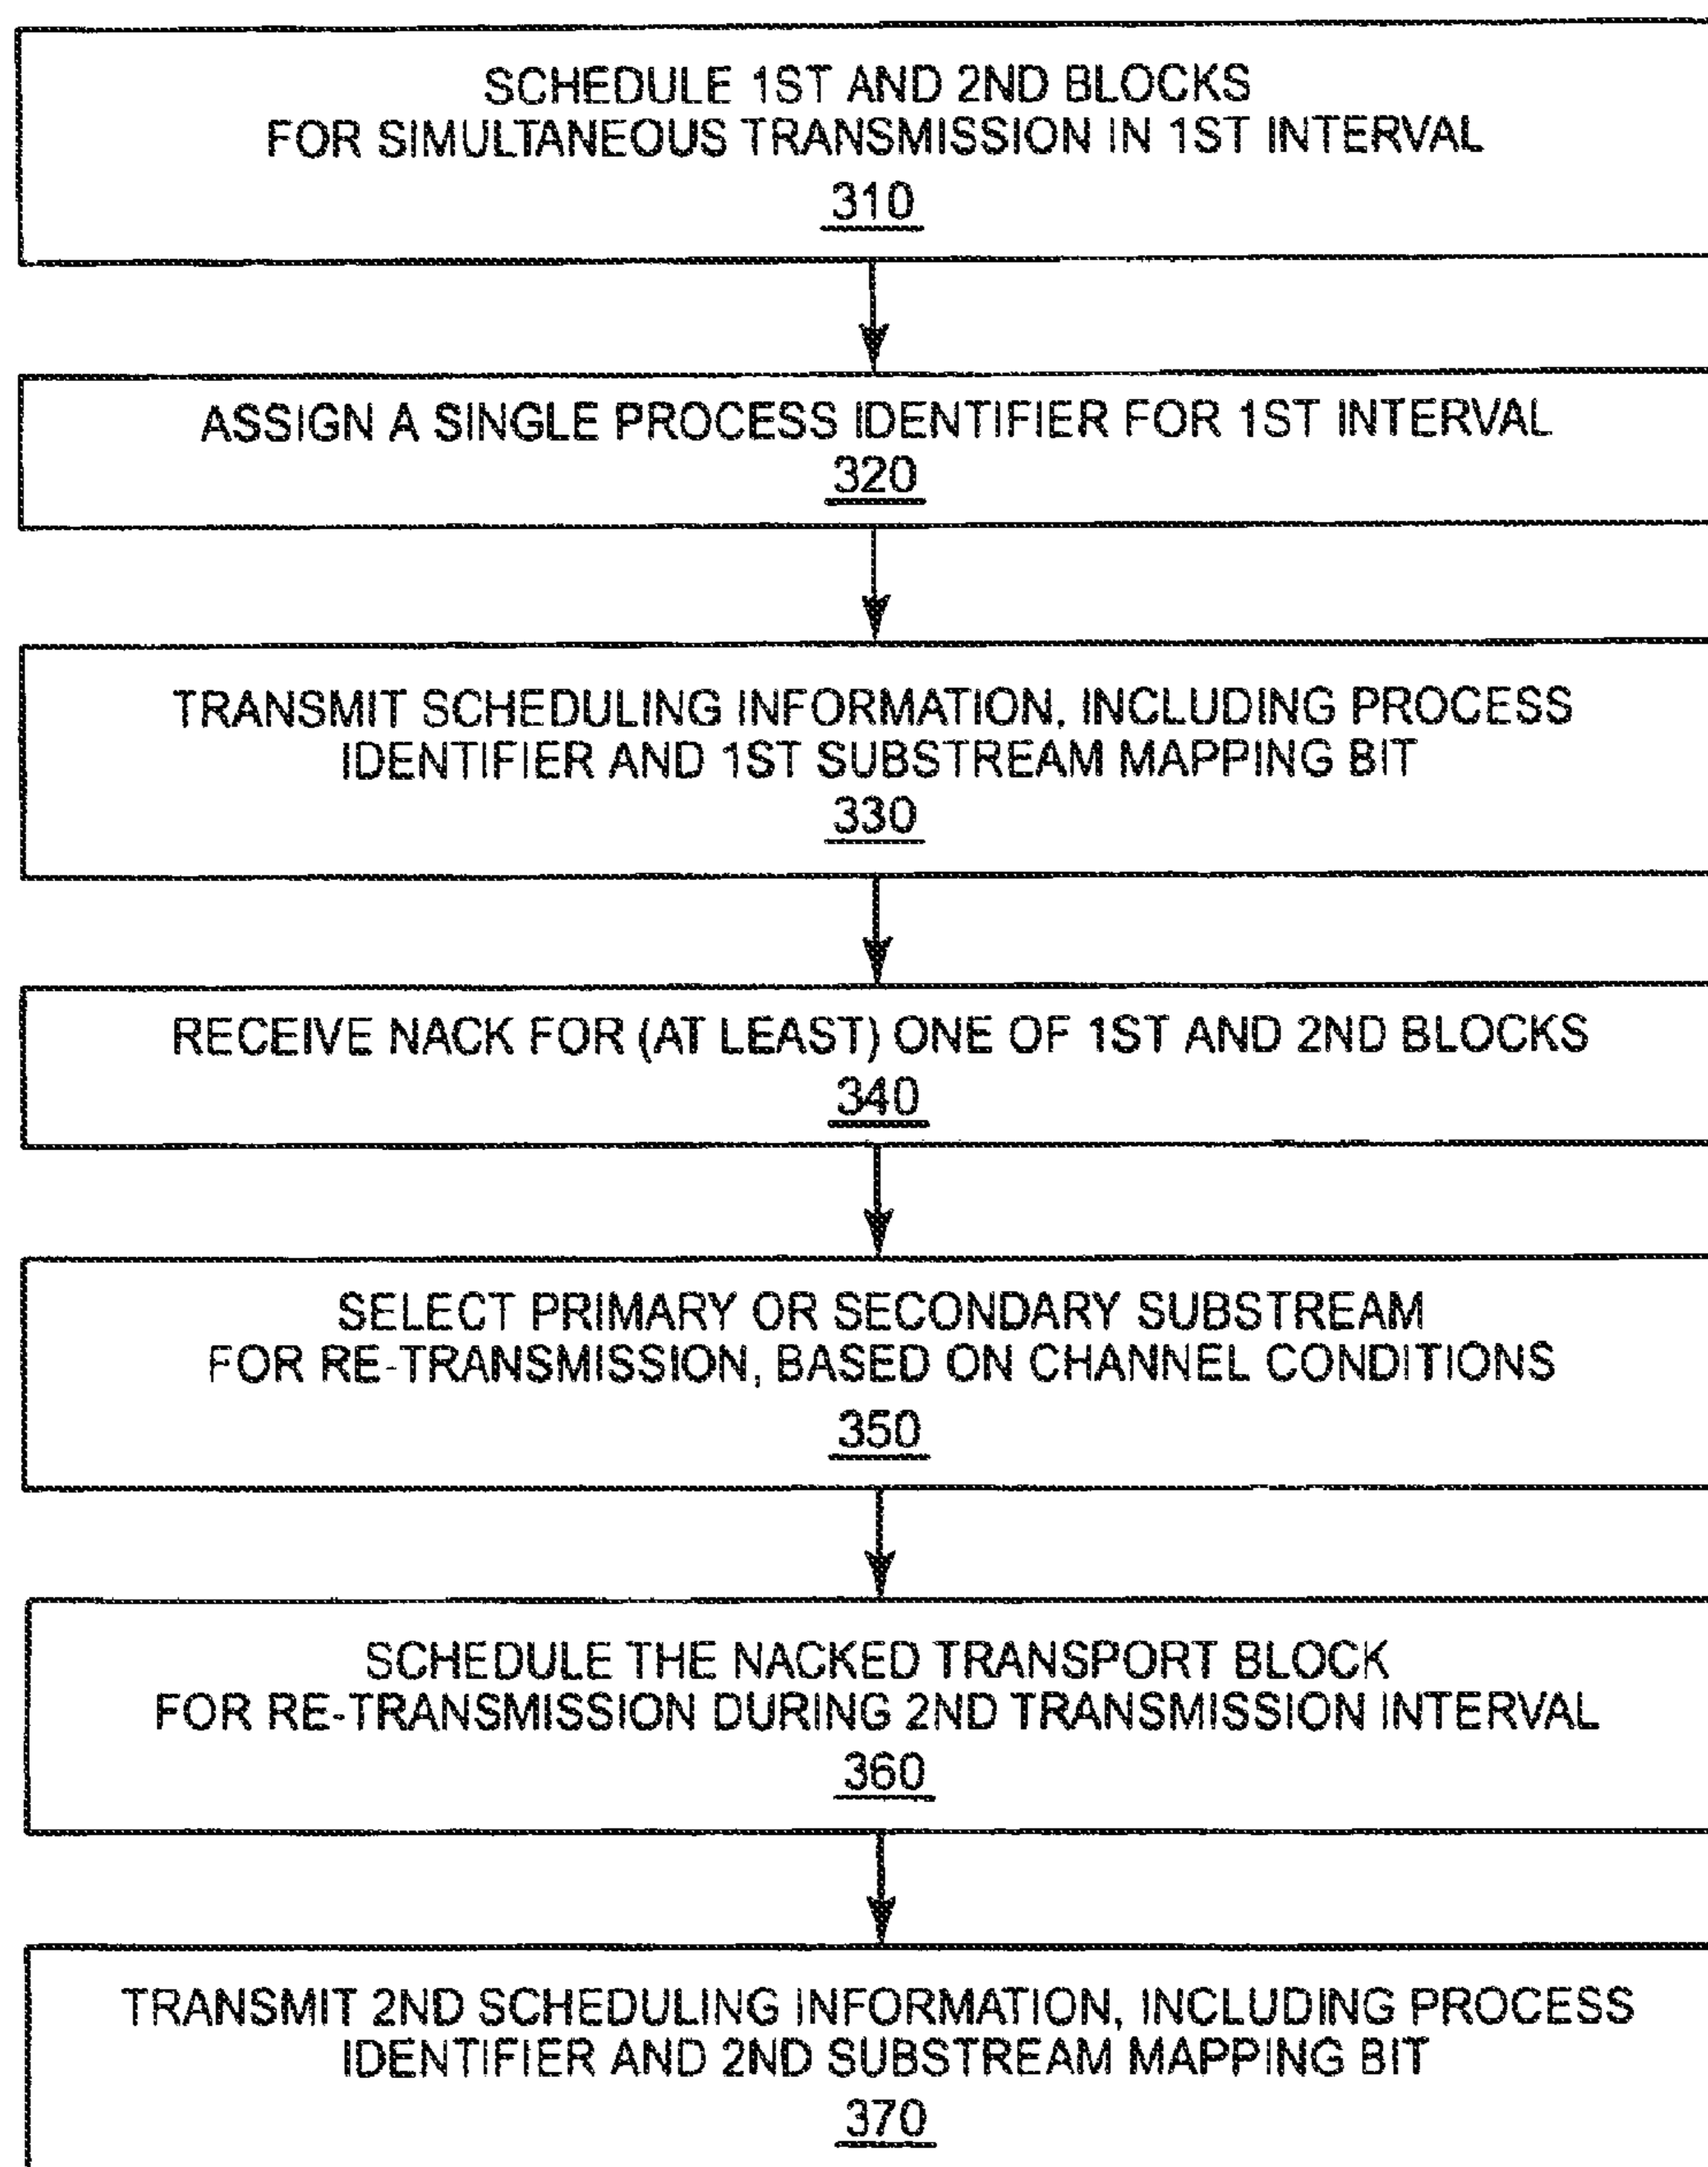 SCHEDULE 1ST AND 2ND BLOCKS
FOR SIMULTANEOUS TRANSMISSION IN 1ST INTERVAL
310
ASSIGN A SINGLE PROCESS IDENTIFIER FOR 1ST INTERVAL
320
TRANSMIT SCHEDULING INFORMATION, INCLUDING PROCESS
IDENTIFIER AND 1ST SUBSTREAM MAPPING BIT
330
RECEIVE NACK FOR (AT LEAST) ONE OF 1ST AND 2ND BLOCKS
340
SELECT PRIMARY OR SECONDARY SUBSTREAM
FOR RE-TRANSMISSION, BASED ON CHANNEL CONDITIONS
350
SCHEDULE THE NACKED TRANSPORT BLOCK
FOR RE-TRANSMISSION DURING 2ND TRANSMISSION INTERVAL
360
TRANSMIT 2ND SCHEDULING INFORMATION, INCLUDING PROCESS
IDENTIFIER AND 2ND SUBSTREAM MAPPING BIT
370